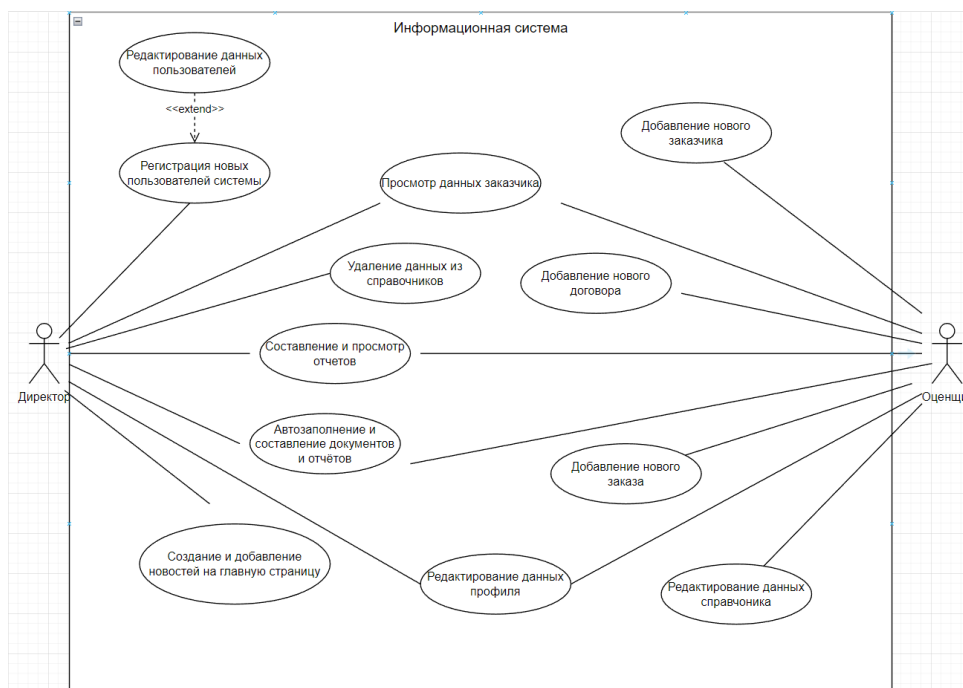 Информационная система
Редактирование данных
пользователей
<<extend>>
Регистрация новых
пользователей системы
Добавление нового
заказчика
Просмотр данных заказчика
Удаление данных из
справочников
Добавление нового
договора
Составление и просмотр
отчетов
Директор
Оценщи
Автозаполнение и
составление документов
и отчётов
Добавление нового
заказа
Создание и добавление
новостей на главную страницу
Редактирование данных
профиля
Редактирование данных
справчоника